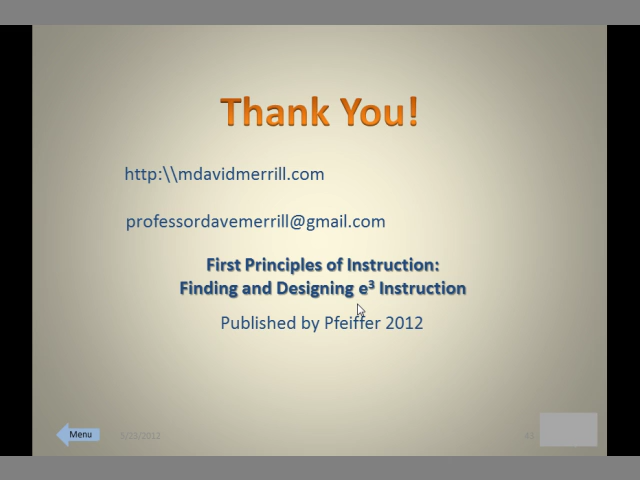 Thank You!
http:\\mdavidmerrill.com
professordavemerrill@gmail.com
First Principles of Instruction:
Finding and Designing e³ Instruction
Published by Pfeiffer 2012
Menu
5/23/2012